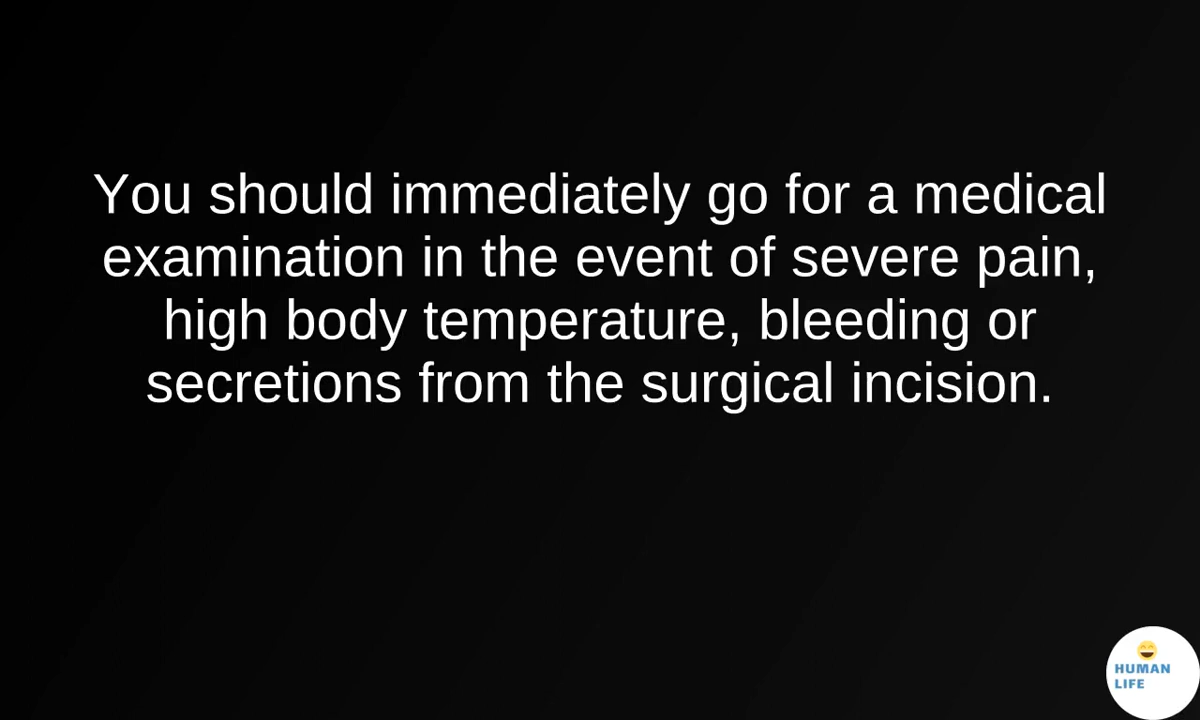 You should immediately go for a medical
examination in the event of severe pain,
high body temperature, bleeding or
secretions from the surgical incision.
HUMAN
LIFE